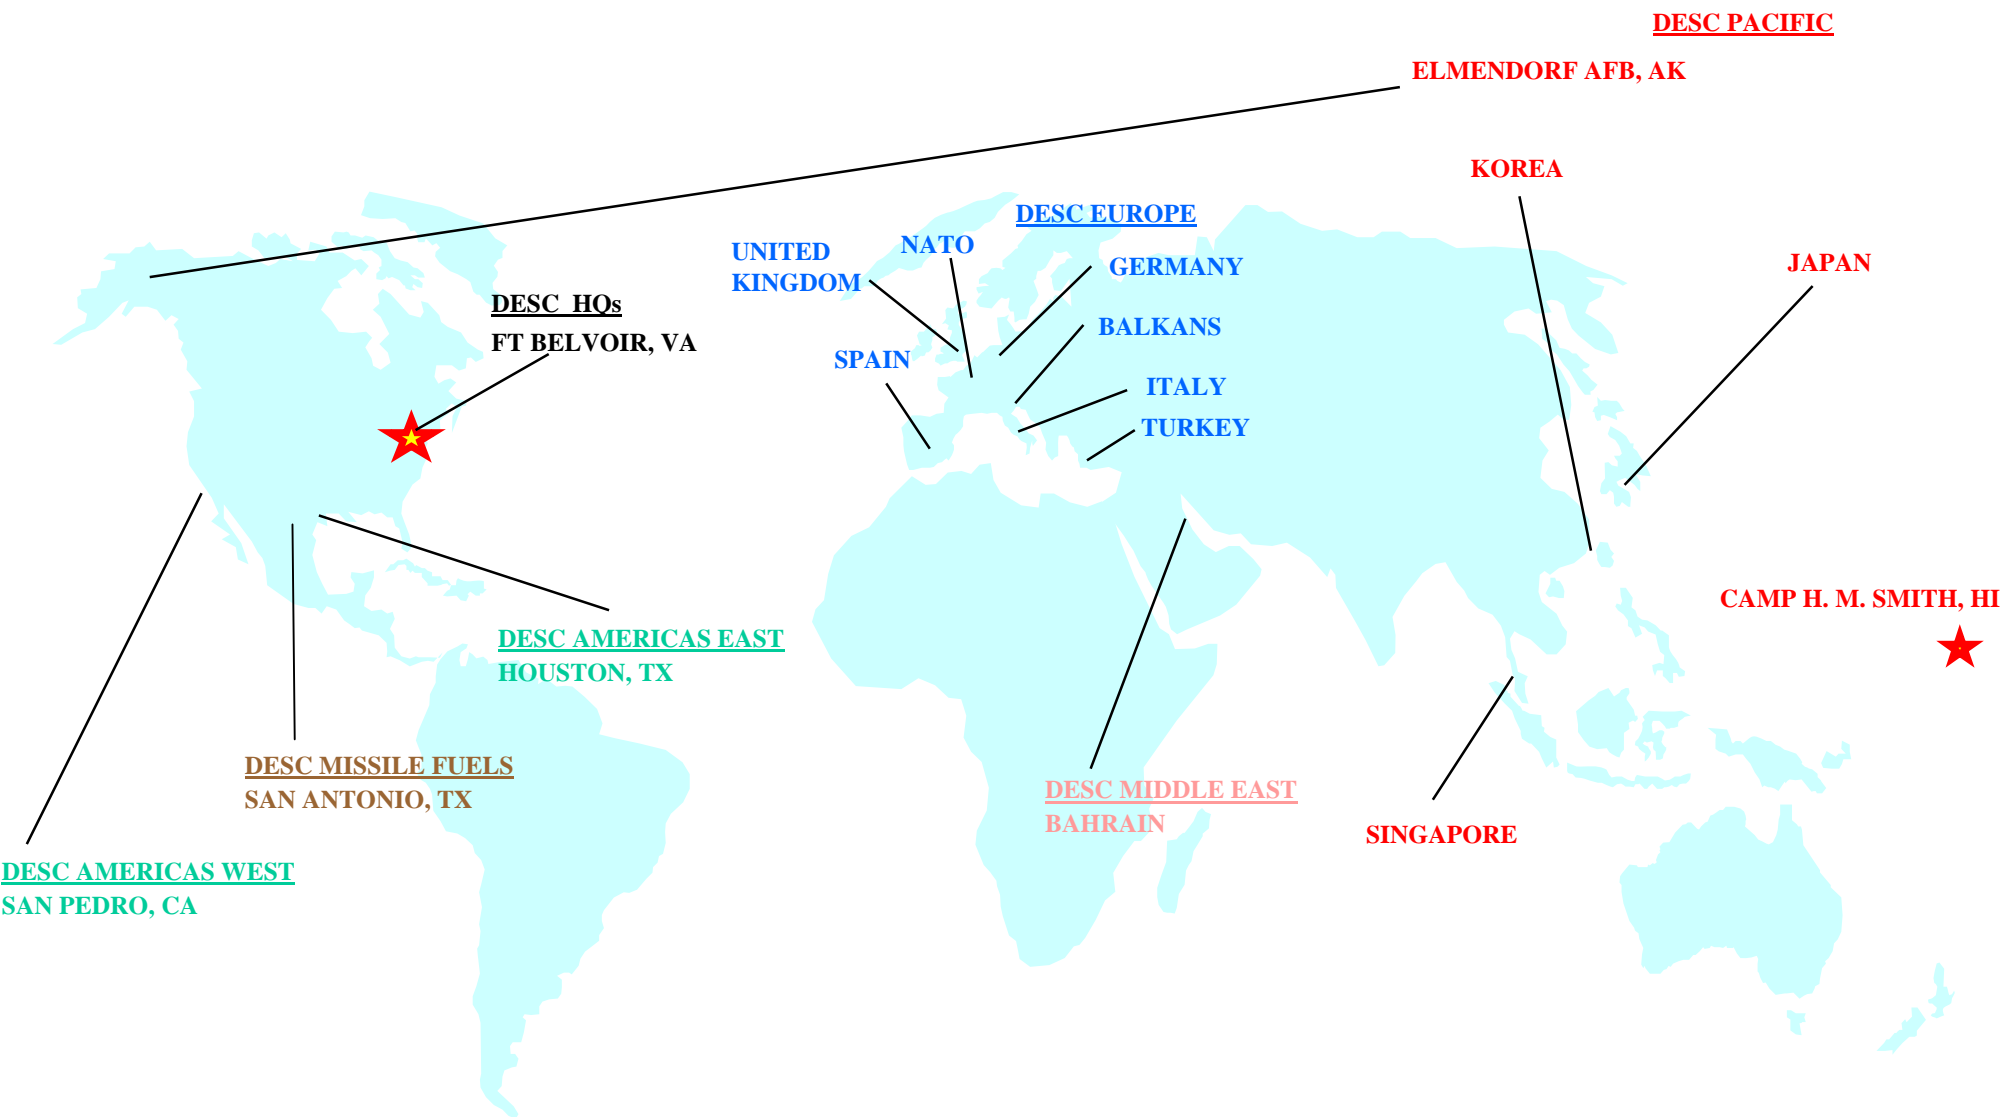 DESC PACIFIC
ELMENDORF AFB, AK
KOREA
JAPAN
DESC EUROPE
UNITED
KINGDOM
NATO
GERMANY
BALKANS
SPAIN
ITALY
TURKEY
DESC HQs
FT BELVOIR, VA
CAMP H. M. SMITH, HI
DESC AMERICAS EAST
HOUSTON, TX
DESC MISSILE FUELS
SAN ANTONIO, TX
DESC MIDDLE EAST
BAHRAIN
SINGAPORE
DESC AMERICAS WEST
SAN PEDRO, CA